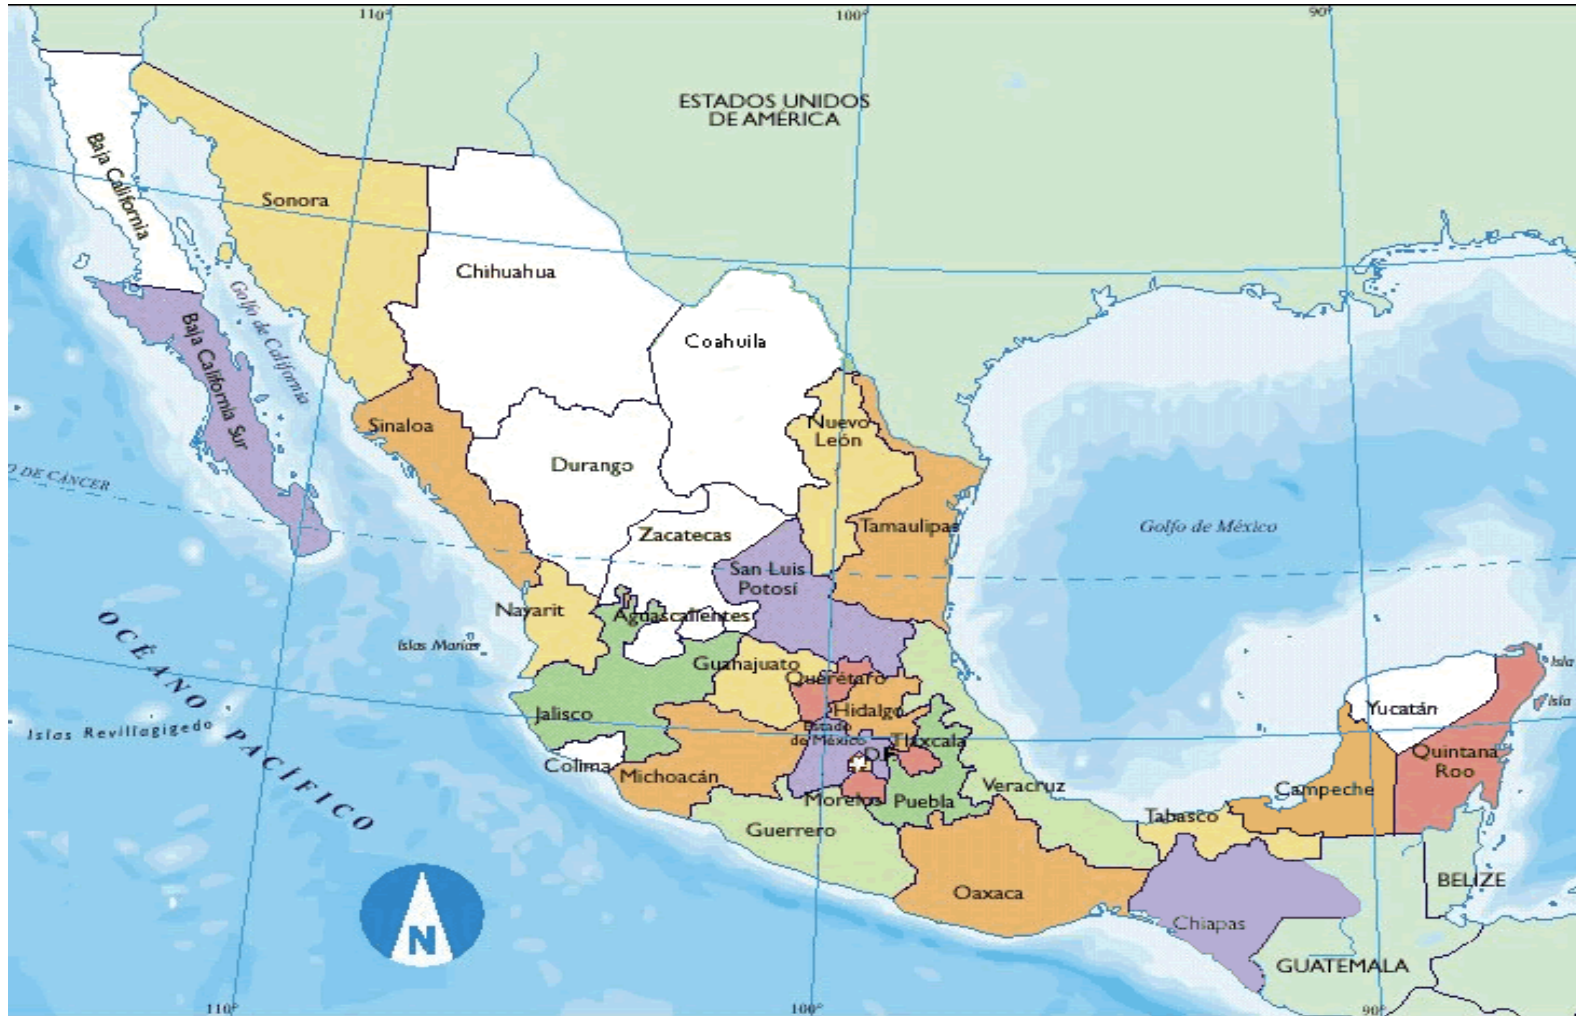 110°
100°
90°
ESTADOS UNIDOS
DE AMÉRICA
Baja California
Sonora
Chihuahua
Golfo de California
Baja California Sur
Coahuila
Sinaloa
Nuevo
León
Durango
O DE CÁNCER
Zacatecas
Tamaulipas
Golfo de México
San Luis
Potosí
Nayarit
Aguascalientes
Islas Marías
OCÉANO PACÍFICO
Guanajuato
Querétaro
Isla
Isla
Jalisco
Hidalgo
Yucatán
Islas Revillagigedo
Estado
de México
D.F.
Tlaxcala
Quintana
Roo
Colima
Michoacán
Veracruz
Campeche
Morelos
Puebla
Tabasco
Guerrero
BELIZE
Oaxaca
Chiapas
N
GUATEMALA
110°
100°
90°